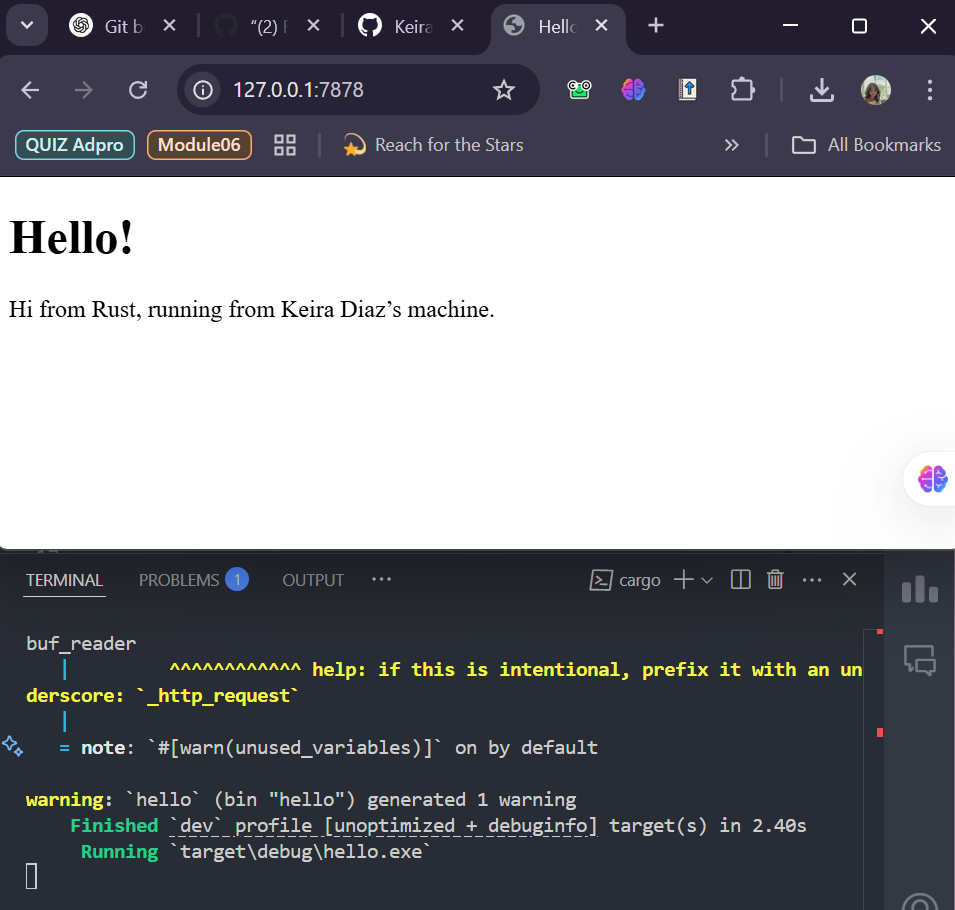 Git b
“(2) F
Keira
Hello
127.0.0.1:7878
QUIZ Adpro Module06 Reach for the Stars » All Bookmarks
Hello!
Hi from Rust, running from Keira Diaz’s machine.
TERMINAL PROBLEMS 1 OUTPUT ··· cargo ···
buf_reader
| ^^^^^^^^^^^^ help: if this is intentional, prefix it with an un
derscore: `_http_request`
|
= note: `#[warn(unused_variables)]` on by default
warning: `hello` (bin "hello") generated 1 warning
Finished `dev` profile [unoptimized + debuginfo] target(s) in 2.40s
Running `target\debug\hello.exe`